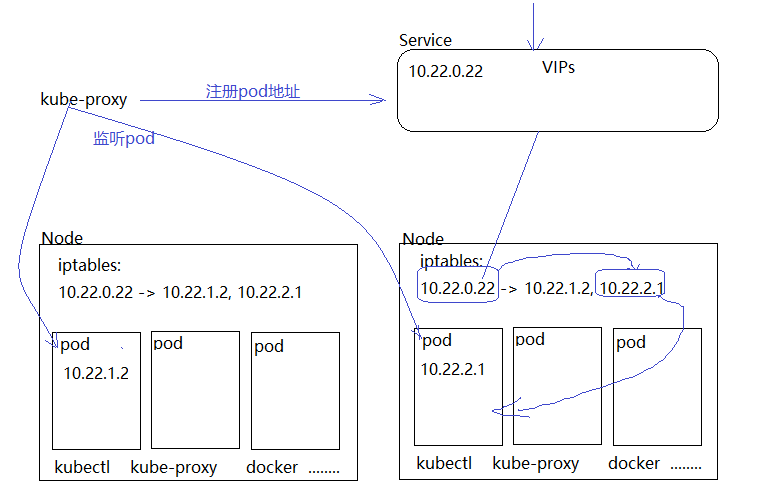 Service
10.22.0.22 VIPs
kube-proxy
注册pod地址
监听pod
Node
iptables:
10.22.0.22 -> 10.22.1.2, 10.22.2.1
pod
pod
pod
10.22.1.2
kubectl kube-proxy docker ........
Node
iptables:
10.22.0.22 -> 10.22.1.2, 10.22.2.1
pod
pod
pod
10.22.2.1
kubectl kube-proxy docker ........